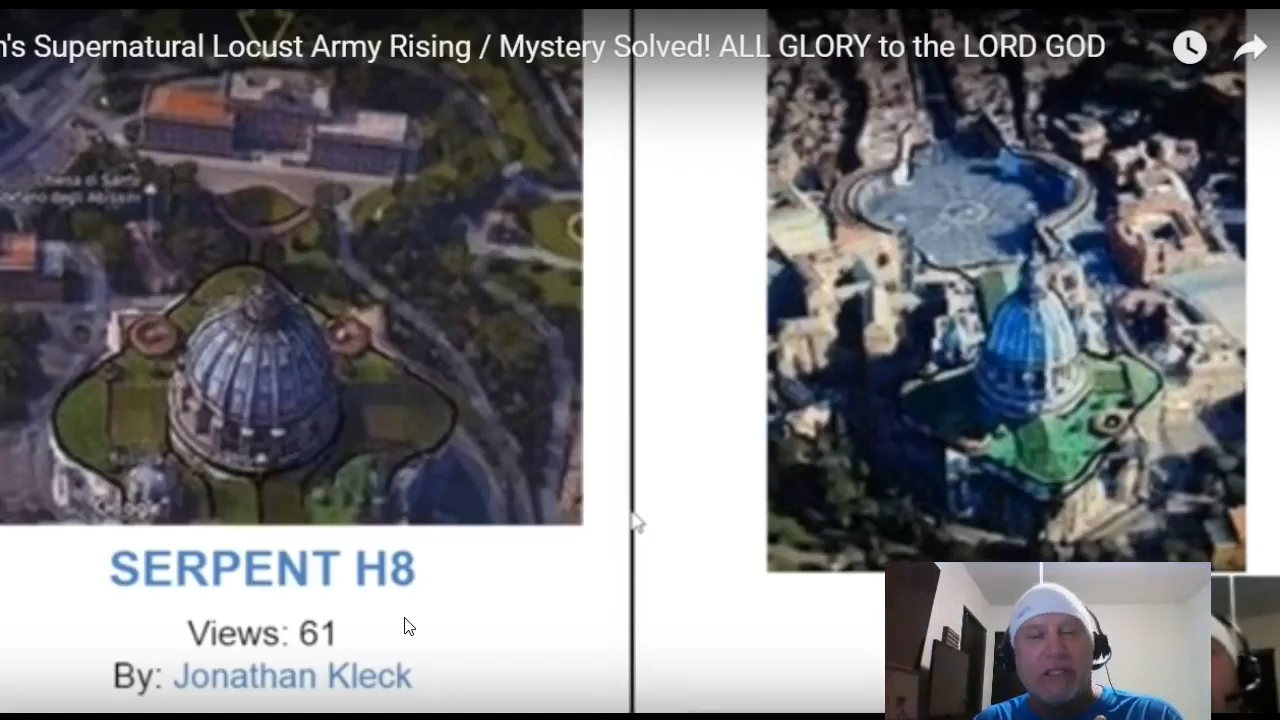 n's Supernatural Locust Army Rising / Mystery Solved! ALL GLORY to the LORD GOD
Google
SERPENT H8
Views: 61
By: Jonathan Kleck